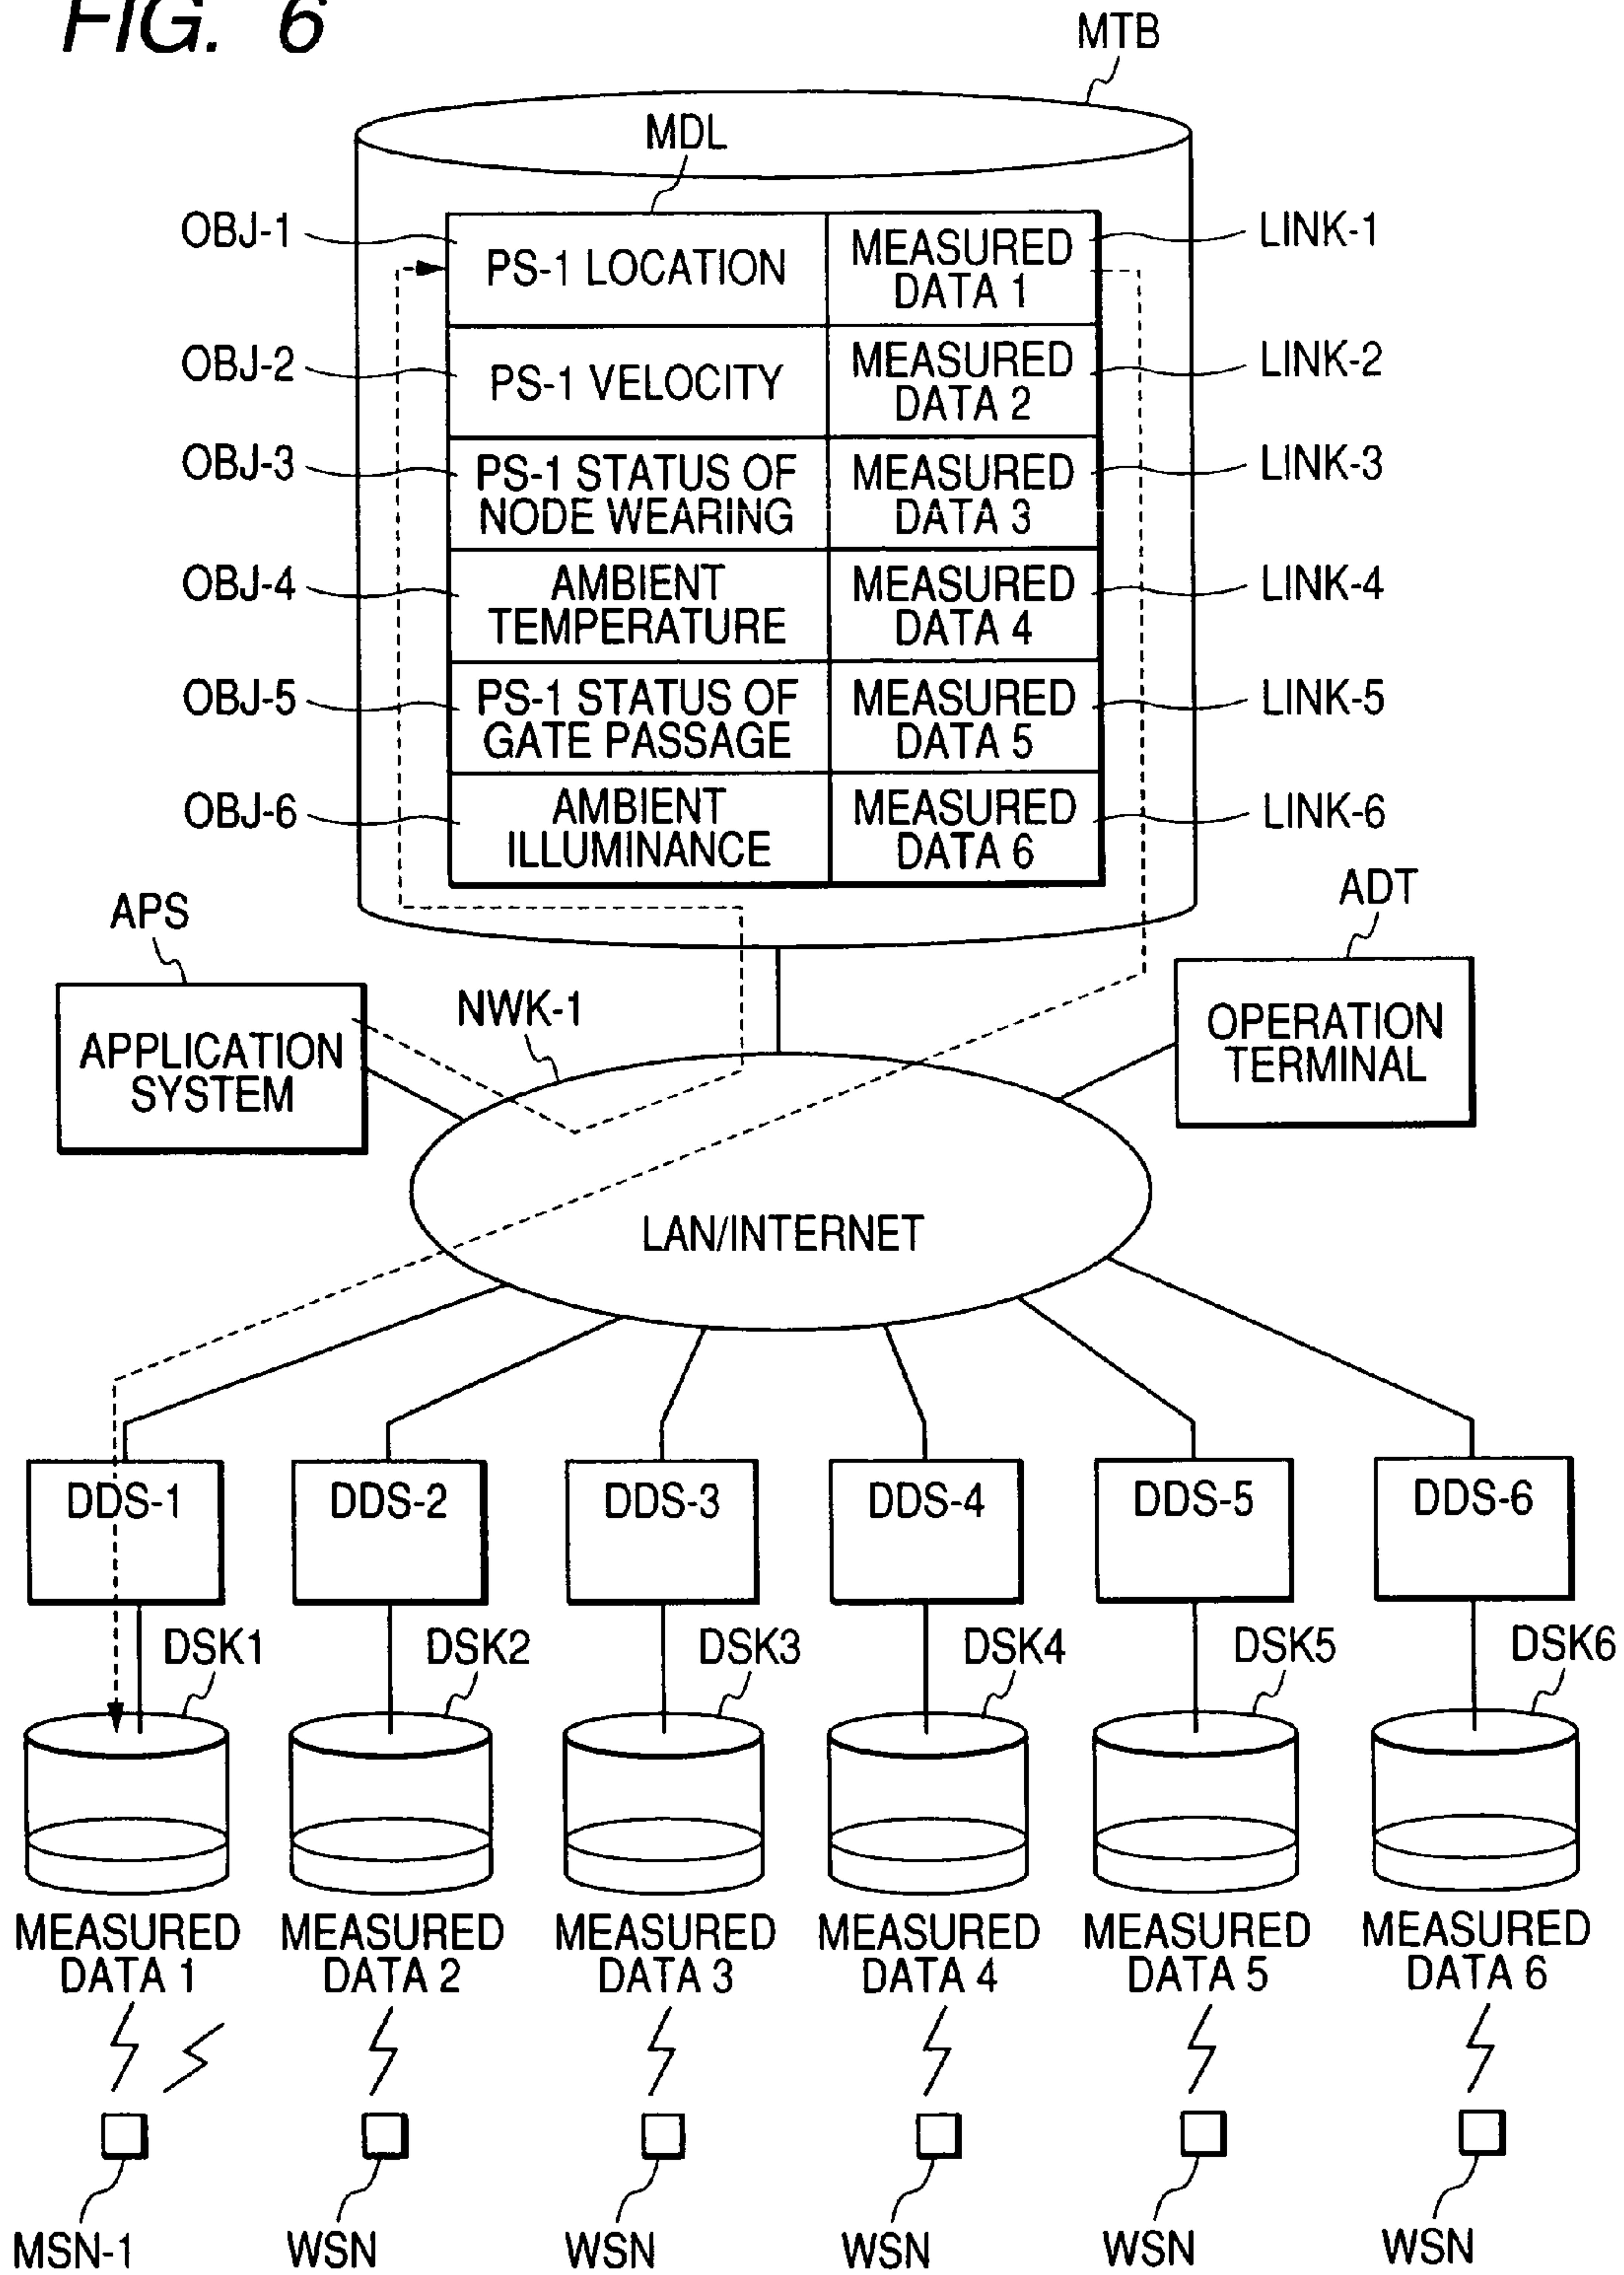 FIG. 6
MTB
MDL
OBJ-1
PS-1 LOCATION
MEASURED
DATA 1
LINK-1
OBJ-2
PS-1 VELOCITY
MEASURED
DATA 2
LINK-2
OBJ-3
PS-1 STATUS OF
NODE WEARING
MEASURED
DATA 3
LINK-3
OBJ-4
AMBIENT
TEMPERATURE
MEASURED
DATA 4
LINK-4
OBJ-5
PS-1 STATUS OF
GATE PASSAGE
MEASURED
DATA 5
LINK-5
OBJ-6
AMBIENT
ILLUMINANCE
MEASURED
DATA 6
LINK-6
APS
APPLICATION
SYSTEM
NWK-1
ADT
OPERATION
TERMINAL
LAN/INTERNET
DDS-1
DDS-2
DDS-3
DDS-4
DDS-5
DDS-6
DSK1
DSK2
DSK3
DSK4
DSK5
DSK6
MEASURED
DATA 1
MEASURED
DATA 2
MEASURED
DATA 3
MEASURED
DATA 4
MEASURED
DATA 5
MEASURED
DATA 6
MSN-1
WSN
WSN
WSN
WSN
WSN